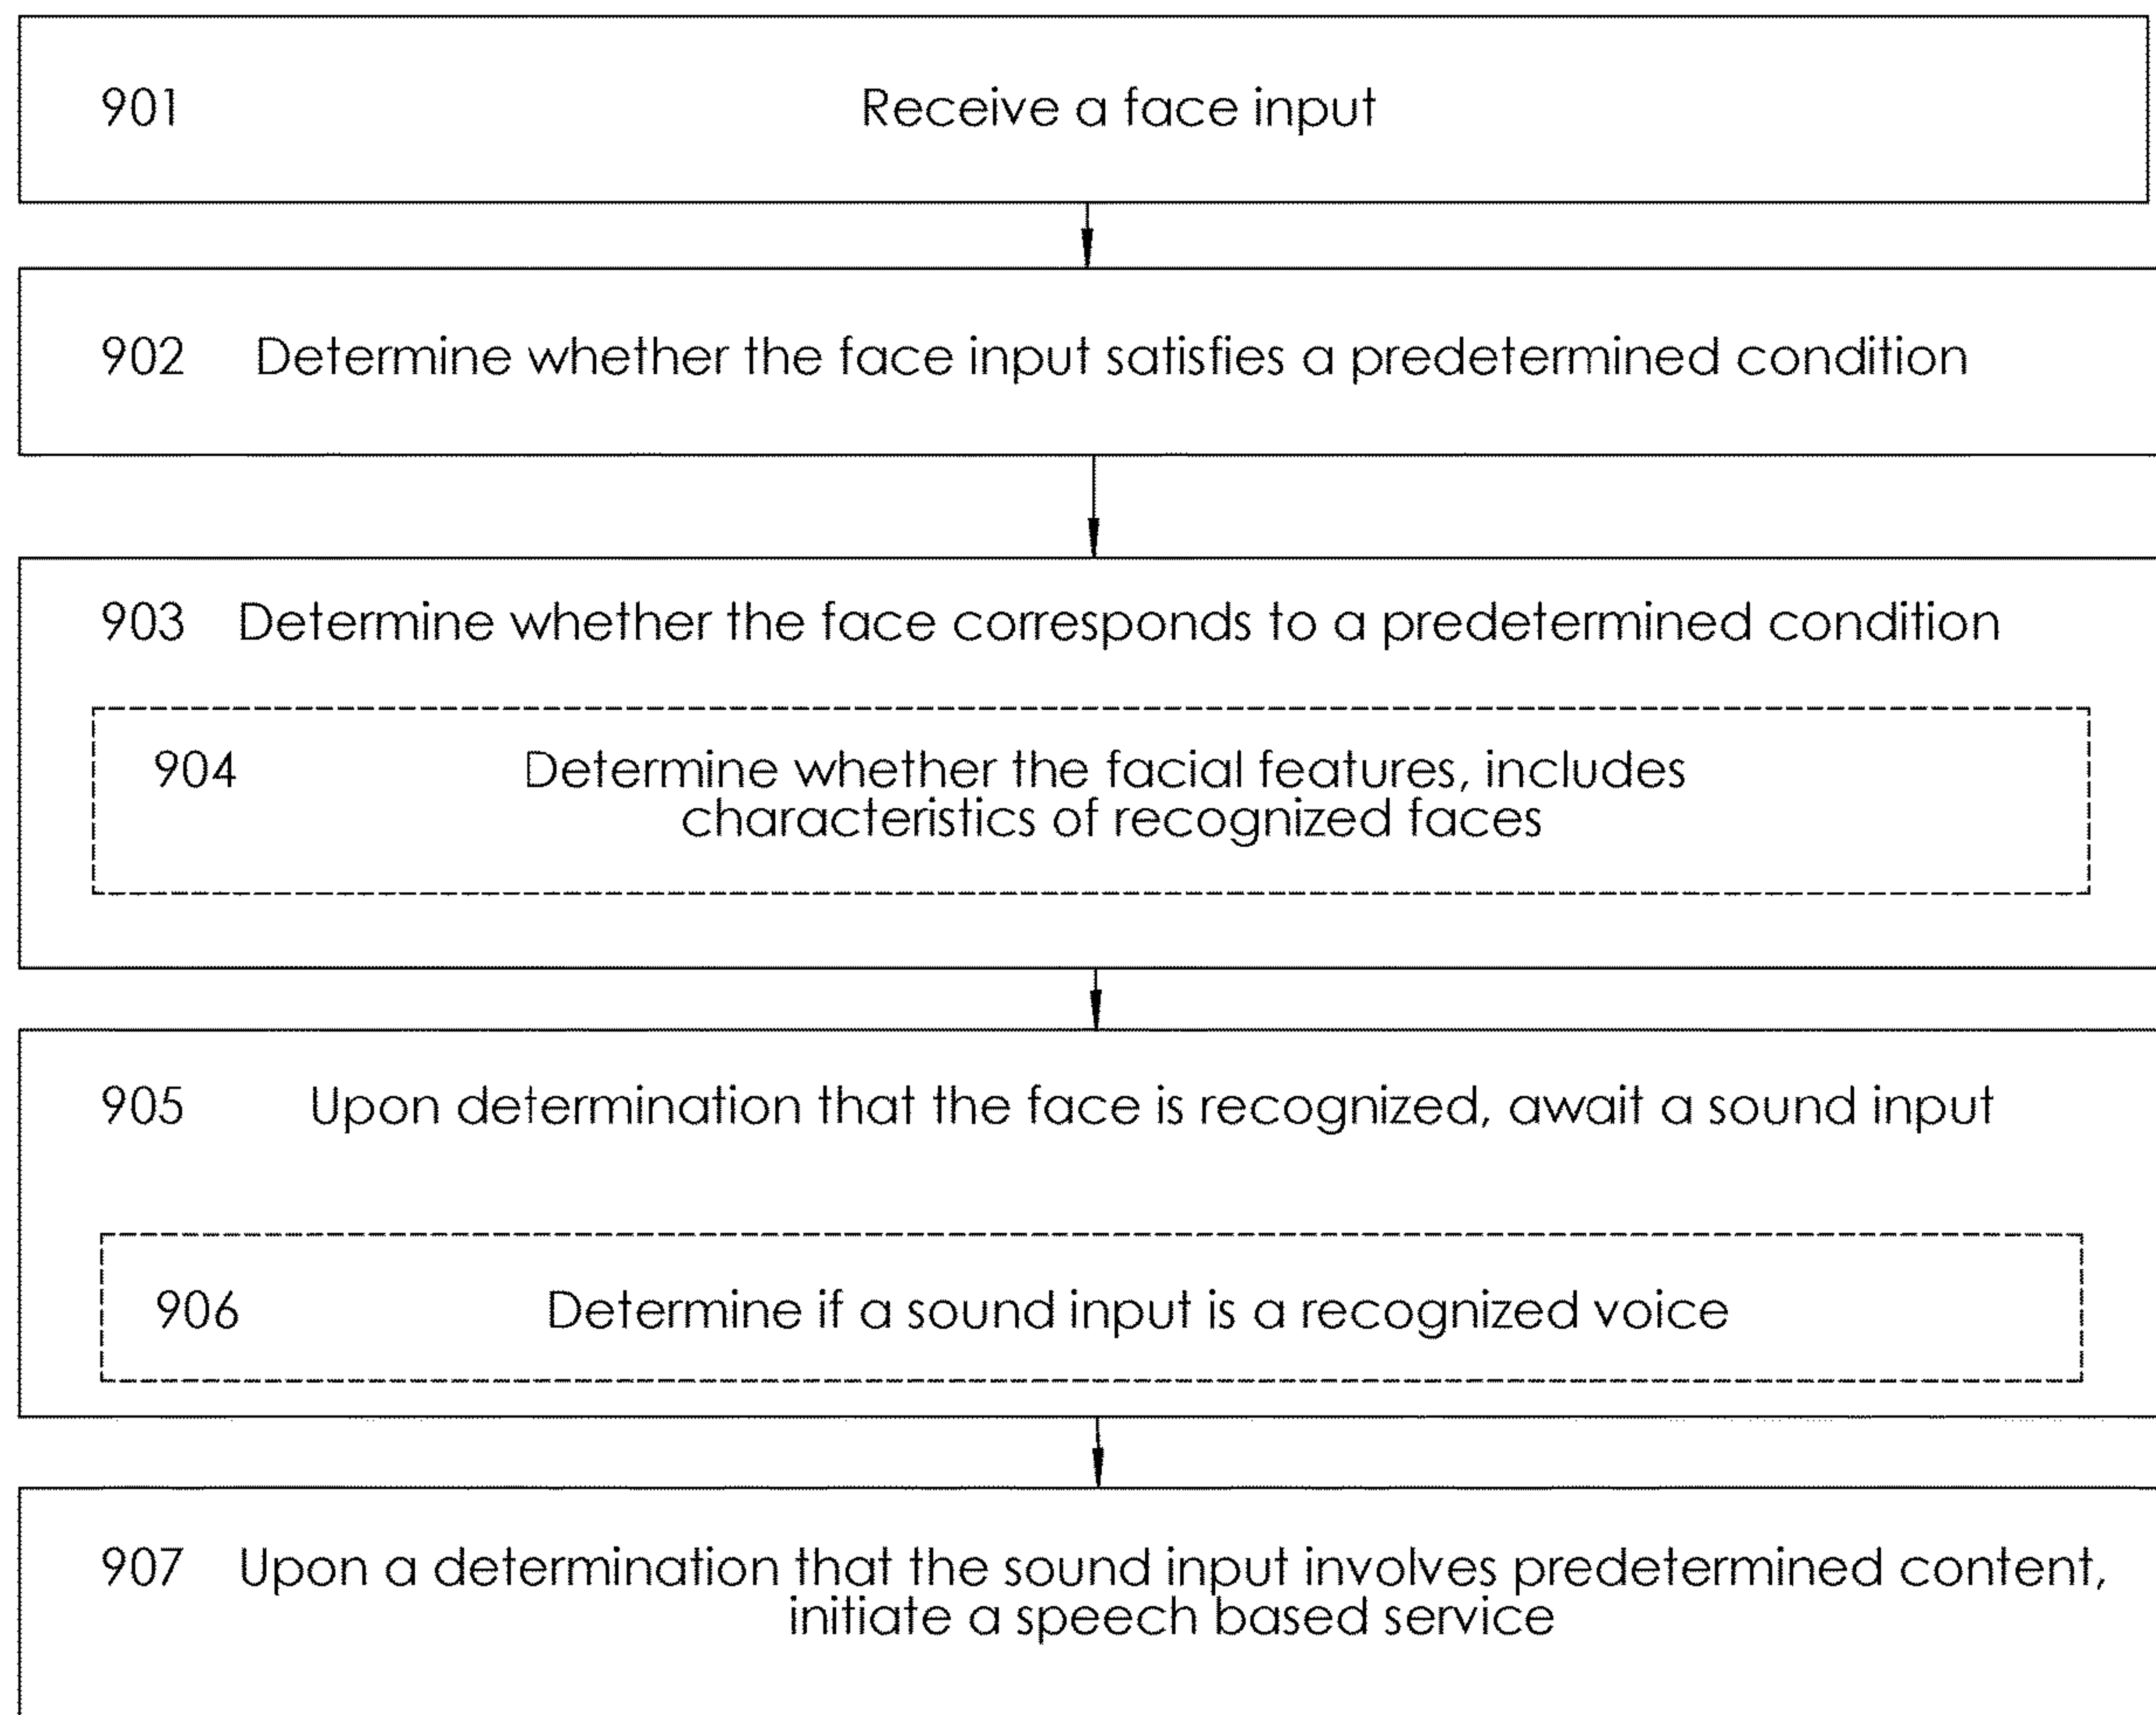 901 Receive a face input
902 Determine whether the face input satisfies a predetermined condition
903 Determine whether the face corresponds to a predetermined condition
904 Determine whether the facial features, includes
characteristics of recognized faces
905 Upon determination that the face is recognized, await a sound input
906 Determine if a sound input is a recognized voice
907 Upon a determination that the sound input involves predetermined content,
initiate a speech based service